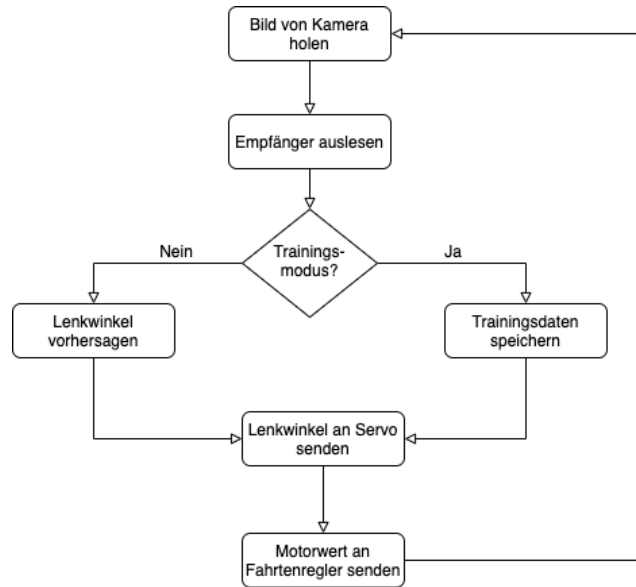 Bild von Kamera
holen
Empfänger auslesen
Trainings-
modus?
Nein
Ja
Lenkwinkel
vorhersagen
Trainingsdaten
speichern
Lenkwinkel an Servo
senden
Motorwert an
Fahrtenregler senden